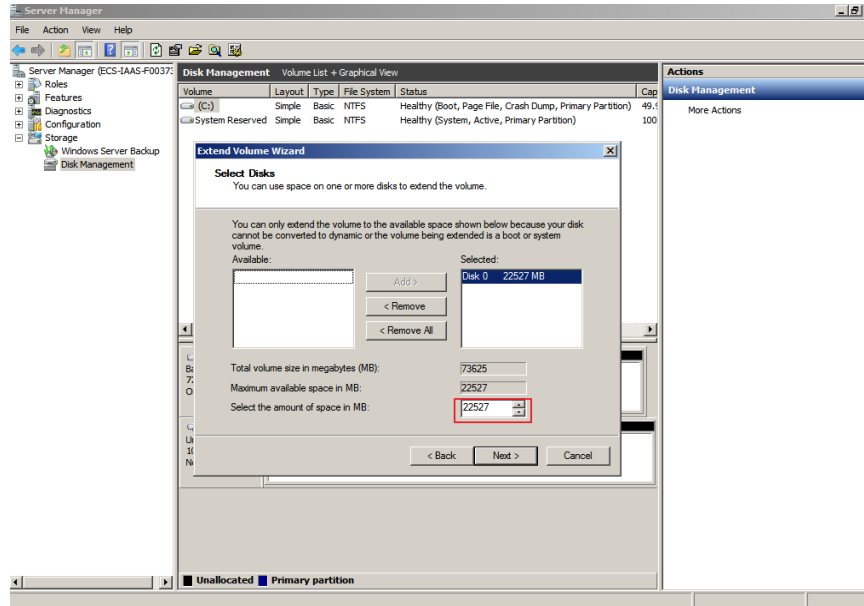 Server Manager
File Action View Help
Server Manager (ECS-IAAS-F0037:
Roles
Features
Diagnostics
Configuration
Storage
Windows Server Backup
Disk Management
Disk Management Volume List + Graphical View
Volume Layout Type File System Status Cap
(C:) Simple Basic NTFS Healthy (Boot, Page File, Crash Dump, Primary Partition) 49.9
System Reserved Simple Basic NTFS Healthy (System, Active, Primary Partition) 100
Actions
Disk Management
More Actions
Extend Volume Wizard
Select Disks
You can use space on one or more disks to extend the volume.
You can only extend the volume to the available space shown below because your disk
cannot be converted to dynamic or the volume being extended is a boot or system
volume.
Available: Selected:
Disk 0 22527 MB
Add >
< Remove
< Remove All
Total volume size in megabytes (MB): 73625
Maximum available space in MB: 22527
Select the amount of space in MB: 22527
< Back Next > Cancel
Unallocated Primary partition